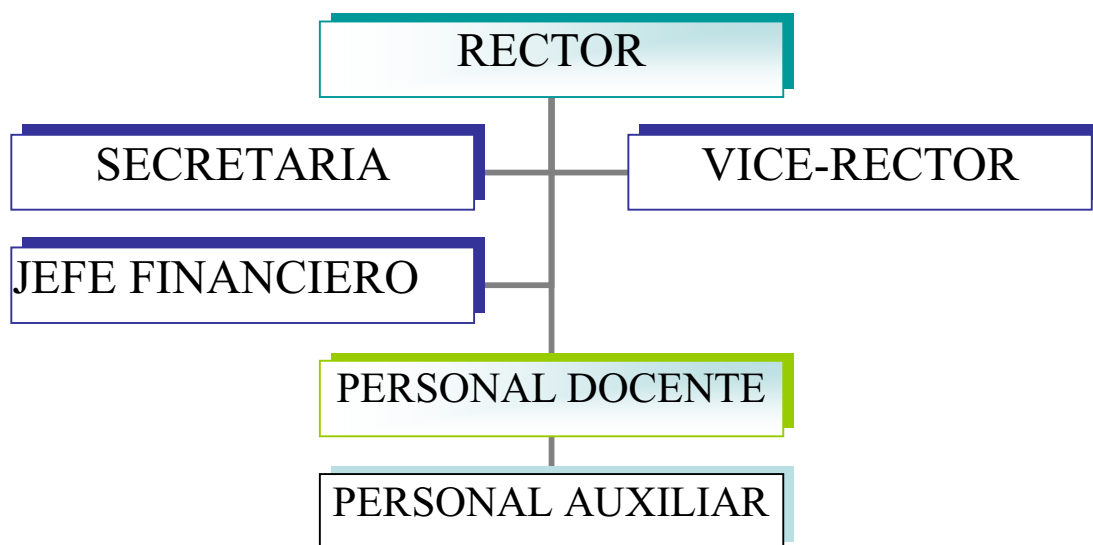 RECTOR
SECRETARIA
VICE-RECTOR
JEFE FINANCIERO
PERSONAL DOCENTE
PERSONAL AUXILIAR